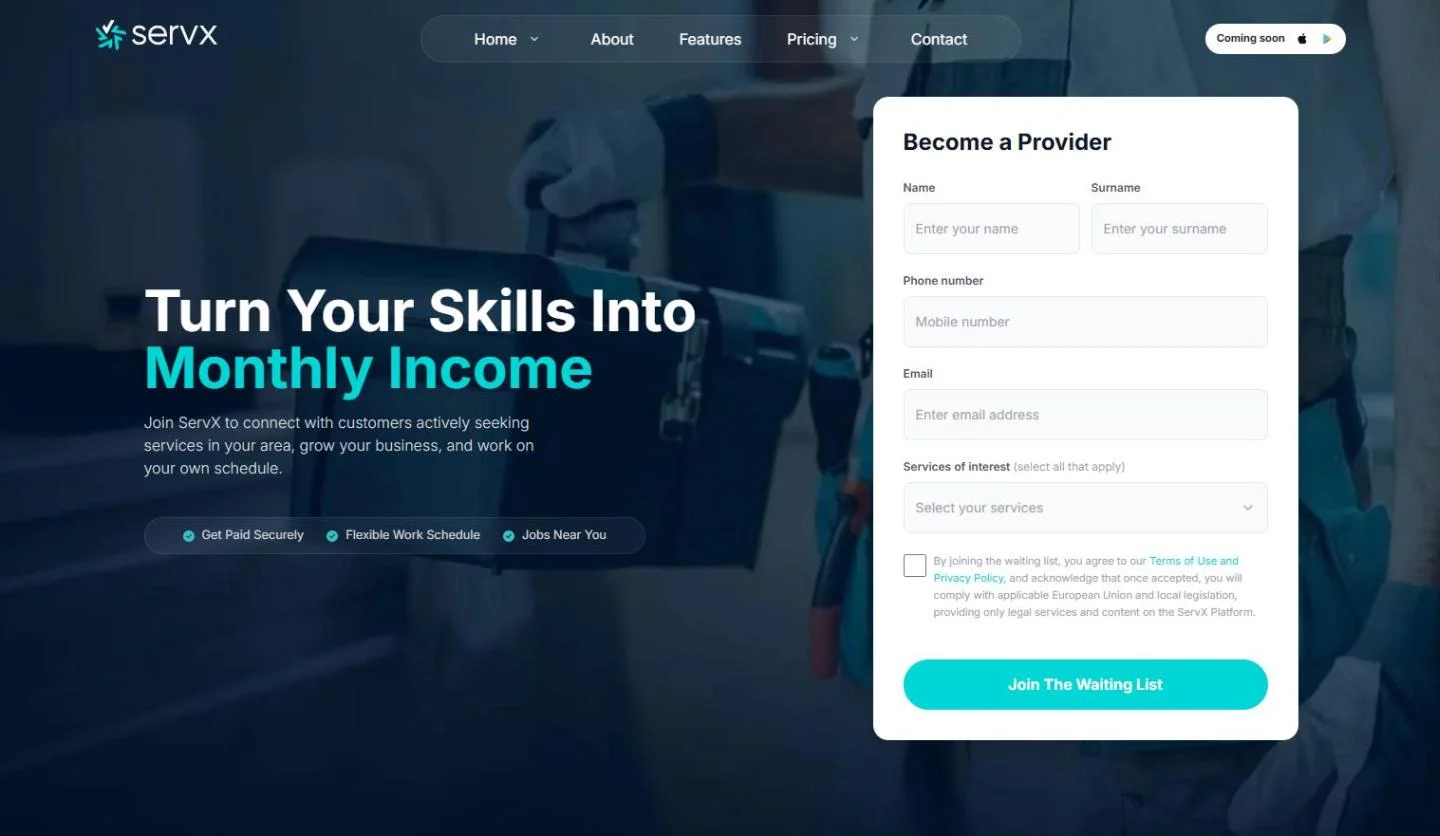 servx
Home
About
Features
Pricing
Contact
Coming soon
Turn Your Skills Into
Monthly Income
Join ServX to connect with customers actively seeking
services in your area, grow your business, and work on
your own schedule.
Get Paid Securely
Flexible Work Schedule
Jobs Near You
Become a Provider
Name
Surname
Enter your name
Enter your surname
Phone number
Mobile number
Email
Enter email address
Services of interest (select all that apply)
Select your services
By joining the waiting list, you agree to our Terms of Use and
Privacy Policy, and acknowledge that once accepted, you will
comply with applicable European Union and local legislation,
providing only legal services and content on the ServX Platform.
Join The Waiting List